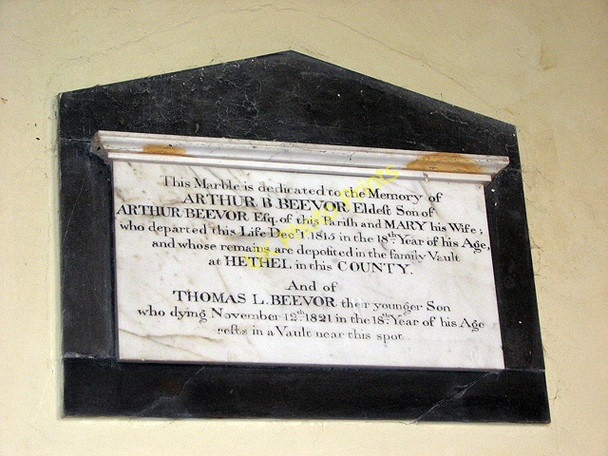 This Marble is dedicated to the Memory of
ARTHUR B BEEVOR Eldeſt Son of
ARTHUR BEEVOR Esq. of this Pariſh and MARY his Wife;
who departed this Life Dec.r 1. 1815 in the 18th Year of his Age,
and whose remains are depoſited in the family Vault
at HETHEL in this COUNTY.
And of
THOMAS L. BEEVOR their younger Son
who dying November 12th. 1821 in the 18th. Year of his Age
reſts in a Vault near this spot